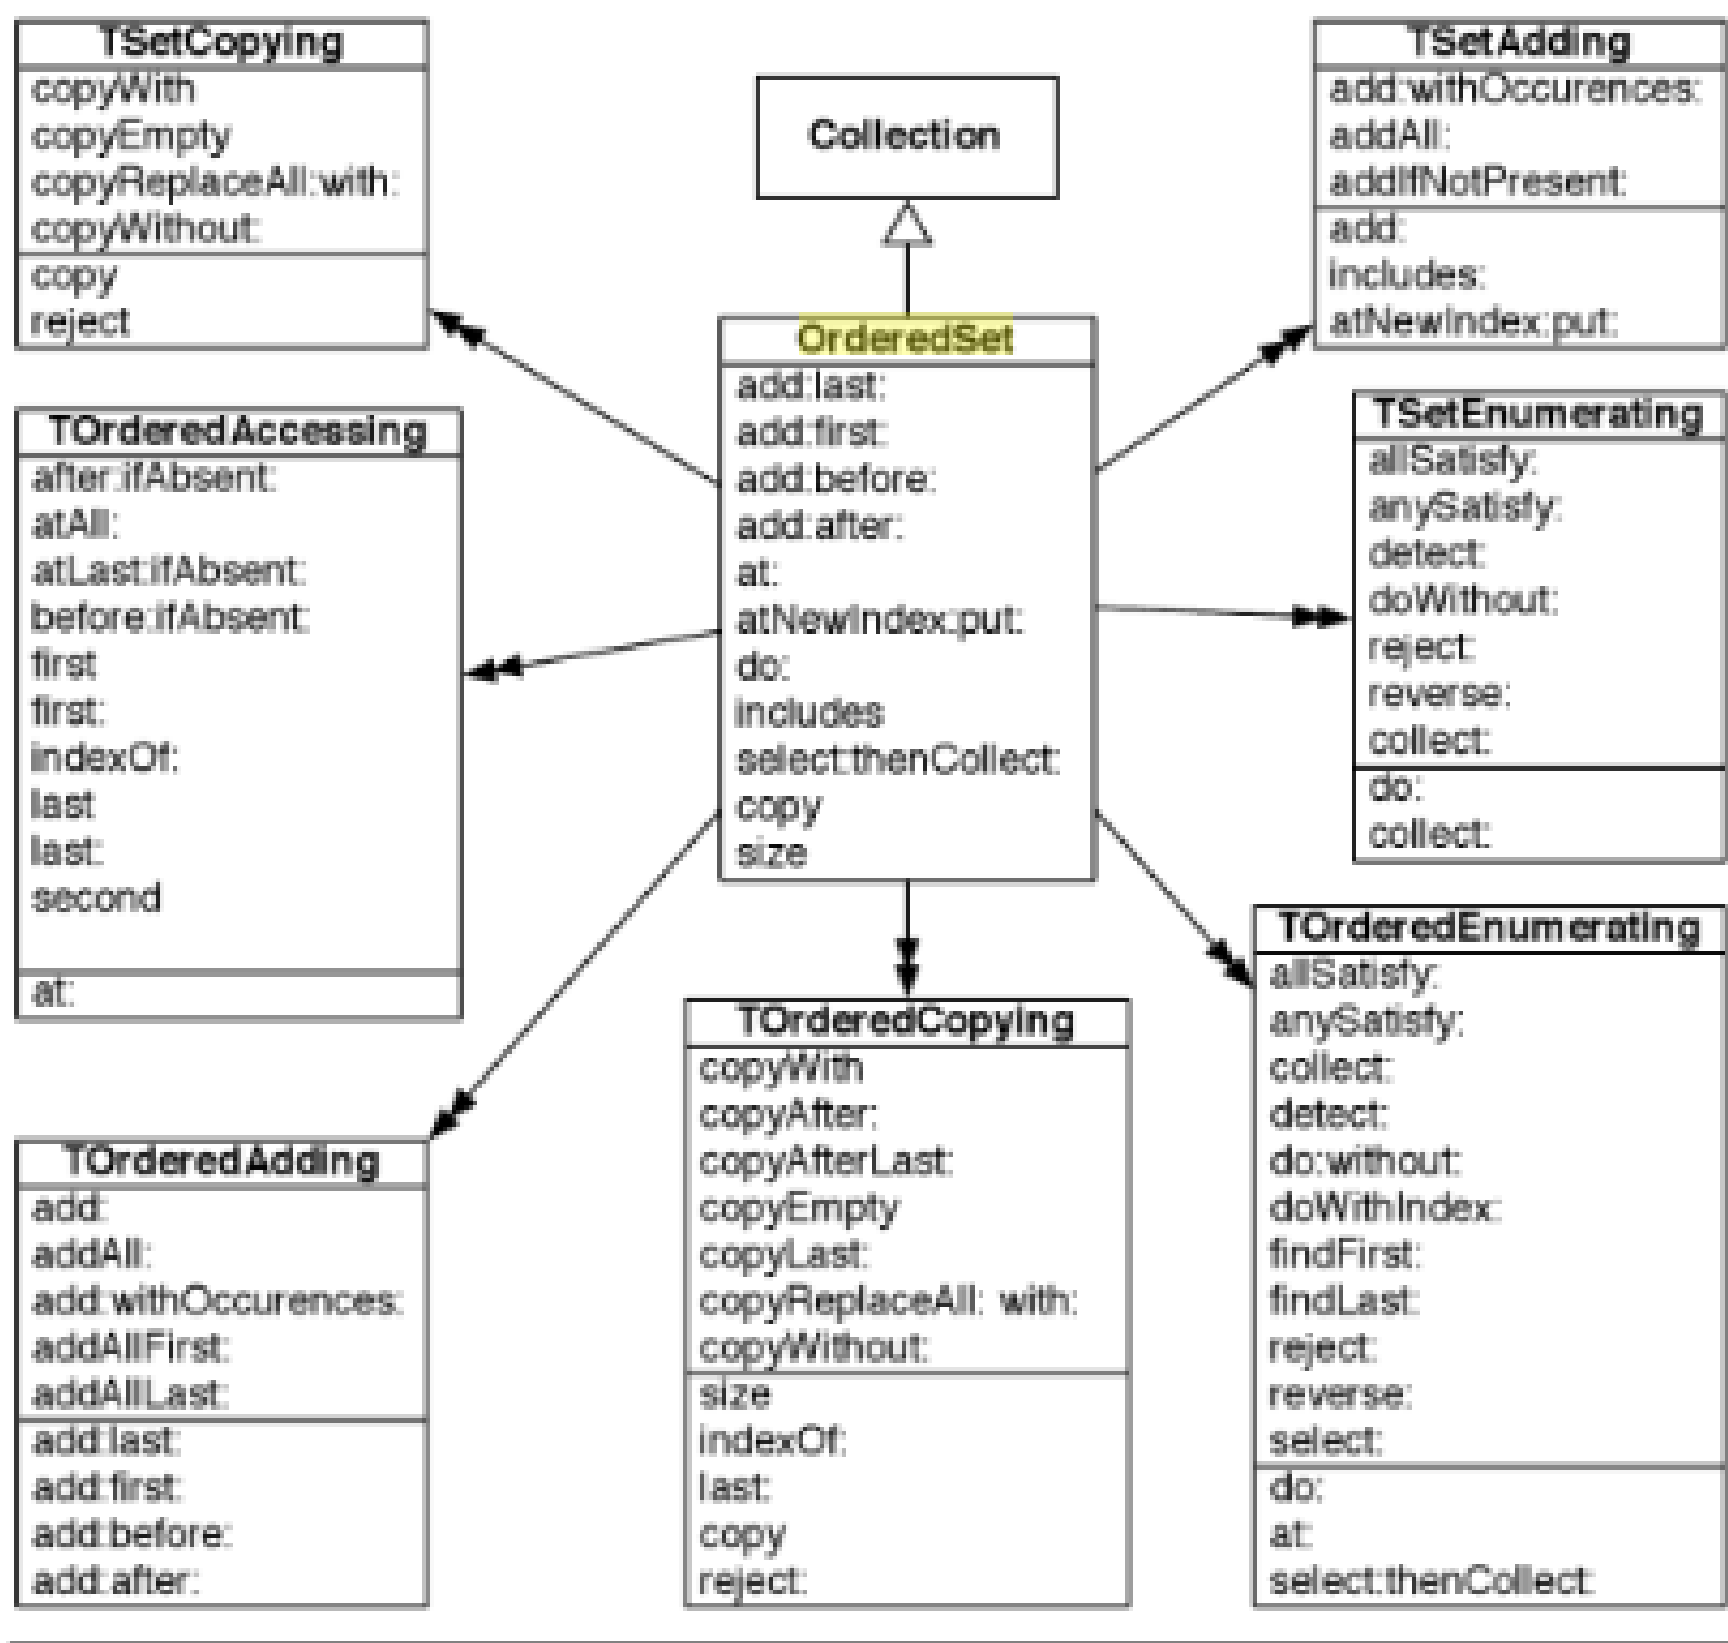 TSetCopying
copyWith
copyEmpty
copyReplaceAll:with:
copyWithout:
copy
reject
Collection
TSetAdding
add:withOccurences:
addAll:
addIfNotPresent:
add:
includes:
atNewIndex:put:
OrderedSet
add:last:
add:first:
add:before:
add:after:
at:
atNewIndex:put:
do:
includes
select:thenCollect:
copy
size
TOrderedAccessing
after:ifAbsent:
atAll:
atLast:ifAbsent:
before:ifAbsent:
first
first:
indexOf:
last
last:
second
at:
TSetEnumerating
allSatisfy:
anySatisfy:
detect:
doWithout:
reject:
reverse:
collect:
do:
collect:
TOrderedAdding
add:
addAll:
add:withOccurences:
addAllFirst:
addAllLast:
add:last:
add:first:
add:before:
add:after:
TOrderedCopying
copyWith
copyAfter:
copyAfterLast:
copyEmpty
copyLast:
copyReplaceAll: with:
copyWithout:
size
indexOf:
last:
copy
reject:
TOrderedEnumerating
allSatisfy:
anySatisfy:
collect:
detect:
do:without:
doWithIndex:
findFirst:
findLast:
reject:
reverse:
select:
do:
at:
select:thenCollect: